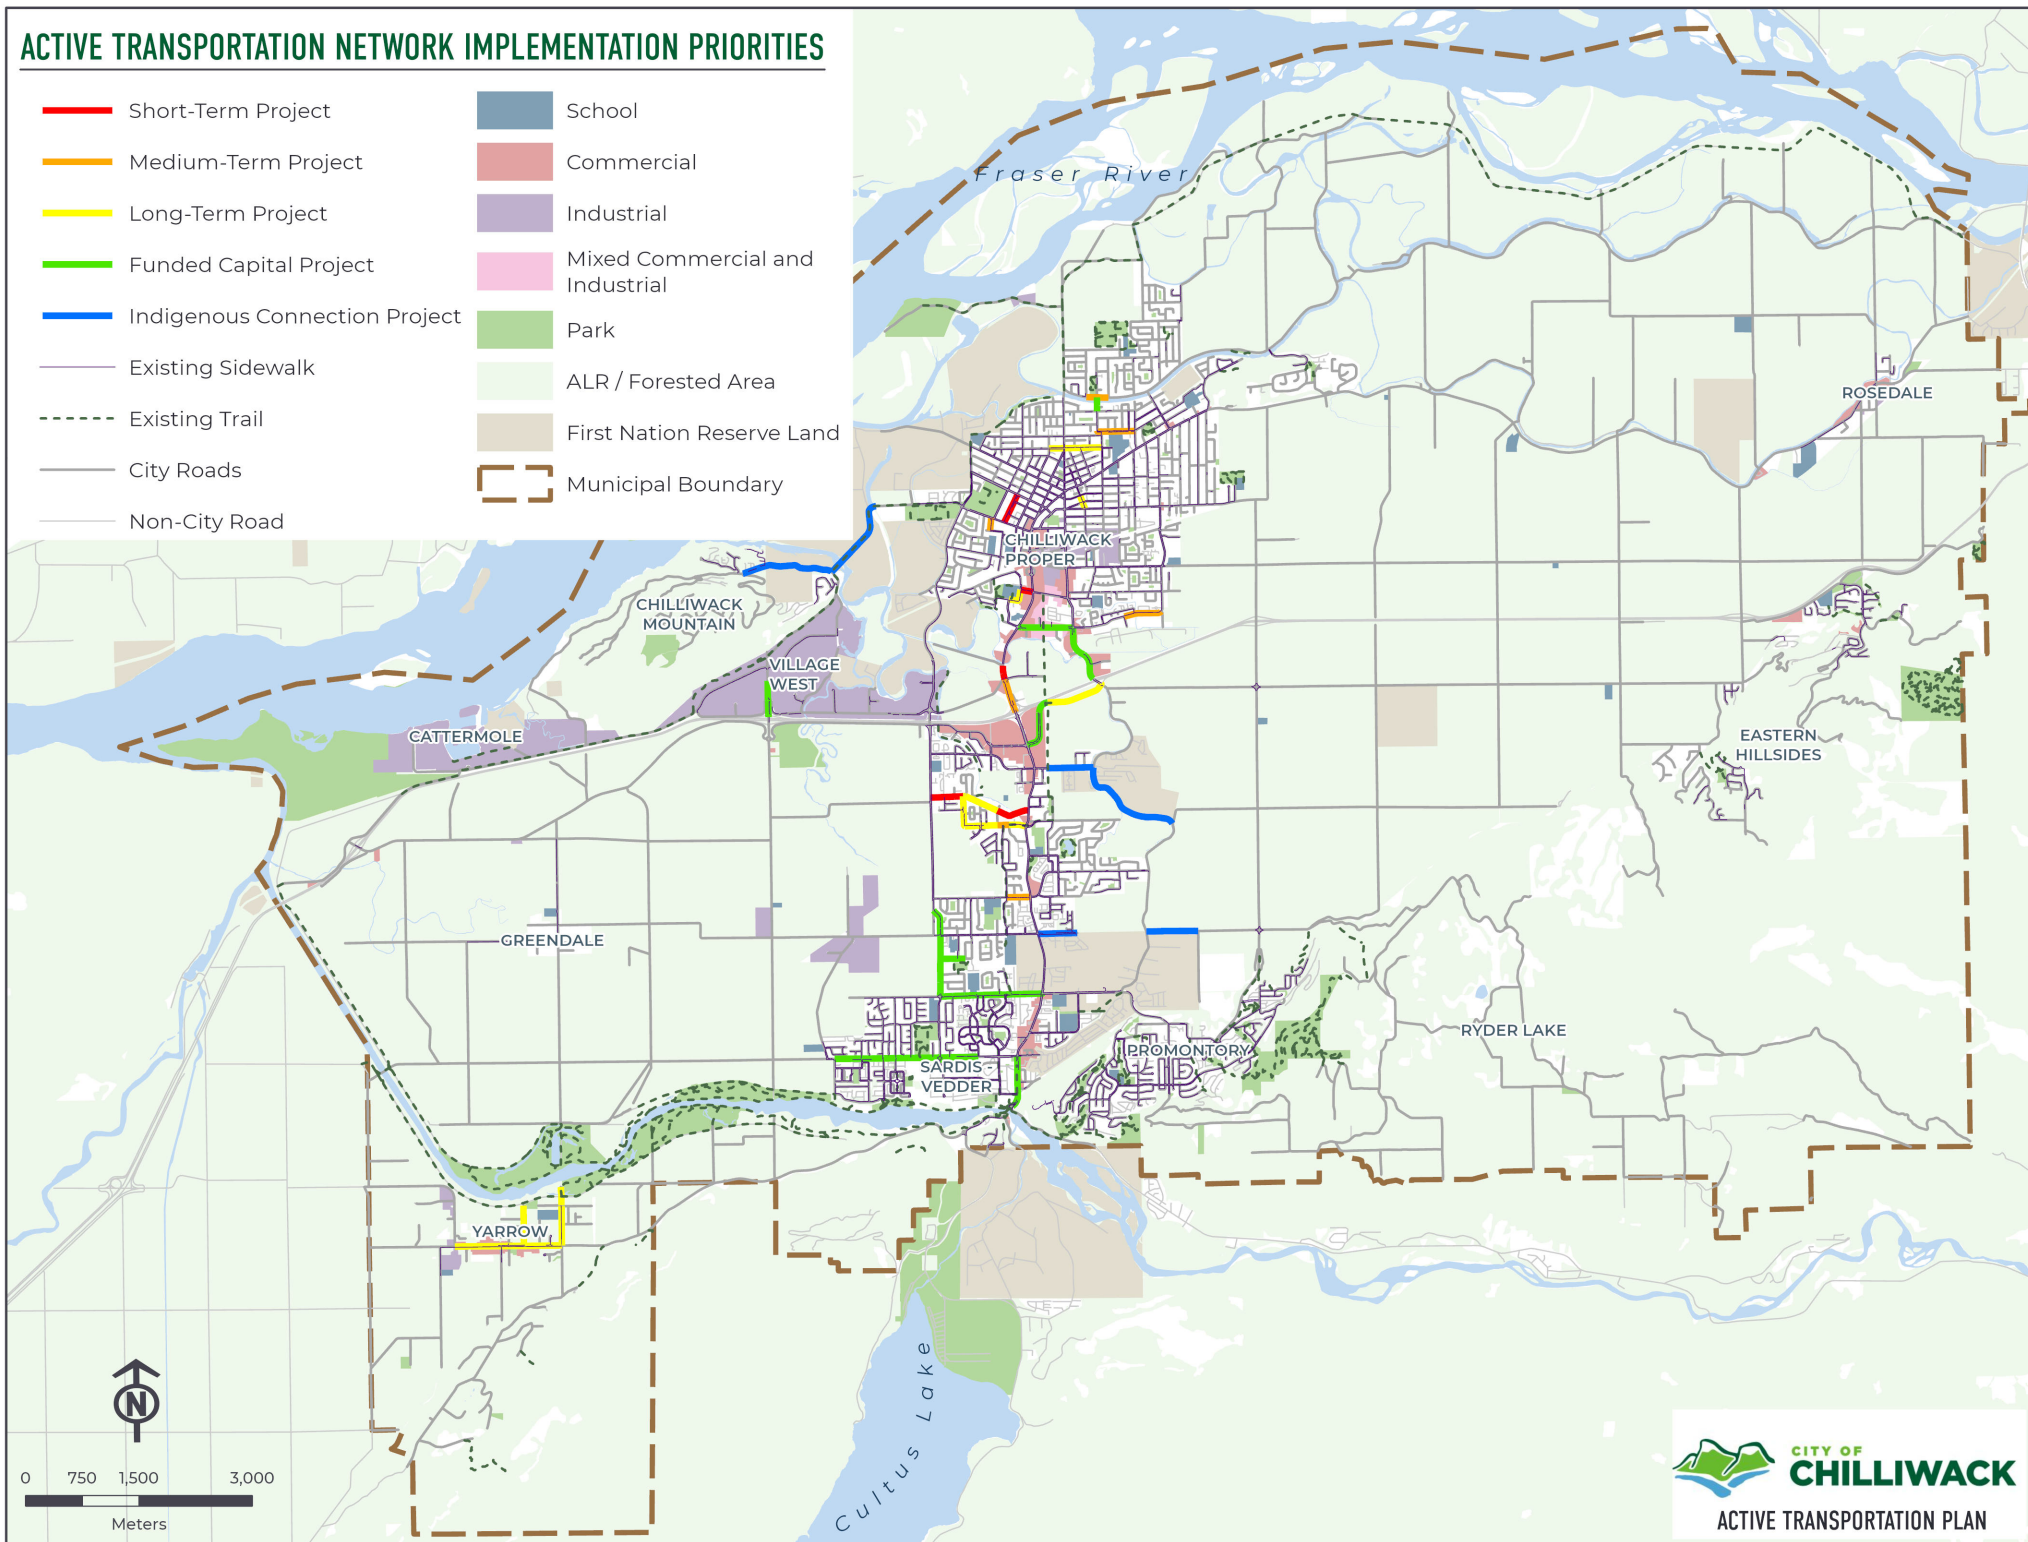 ACTIVE TRANSPORTATION NETWORK IMPLEMENTATION PRIORITIES
Short-Term Project
Medium-Term Project
Long-Term Project
Funded Capital Project
Indigenous Connection Project
Existing Sidewalk
Existing Trail
City Roads
Non-City Road
School
Commercial
Industrial
Mixed Commercial and
Industrial
Park
ALR / Forested Area
First Nation Reserve Land
Municipal Boundary
Fraser River
ROSEDALE
CHILLIWACK
PROPER
CHILLIWACK
MOUNTAIN
VILLAGE
WEST
CATTERMOLE
EASTERN
HILLSIDES
GREENDALE
RYDER LAKE
PROMONTORY
SARDIS -
VEDDER
YARROW
Cultus Lake
N
0 750 1,500 3,000
Meters
CITY OF
CHILLIWACK
ACTIVE TRANSPORTATION PLAN